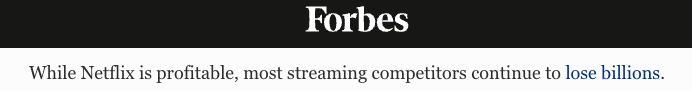 Forbes
While Netflix is profitable, most streaming competitors continue to lose billions.